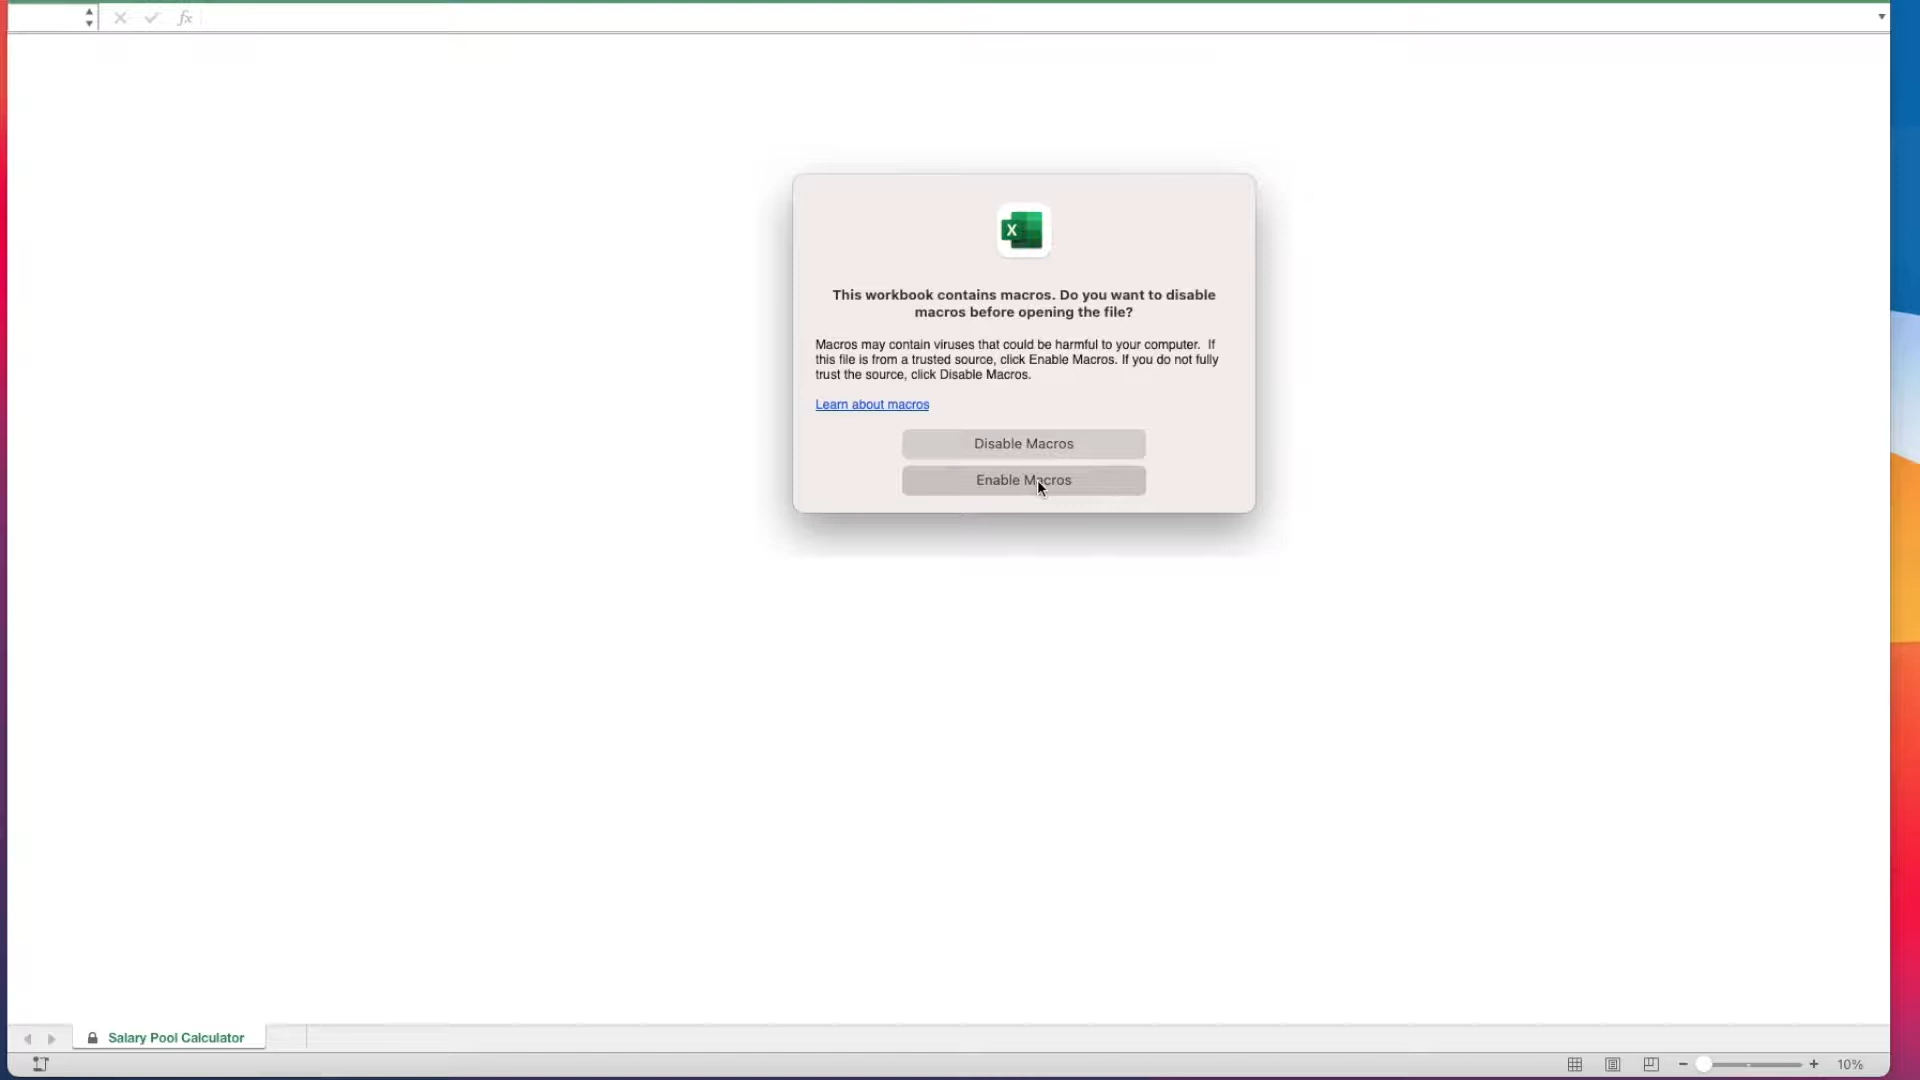 fx
X
This workbook contains macros. Do you want to disable
macros before opening the file?
Macros may contain viruses that could be harmful to your computer.  If
this file is from a trusted source, click Enable Macros. If you do not fully
trust the source, click Disable Macros.
Learn about macros
Disable Macros
Enable Macros
Salary Pool Calculator
10%